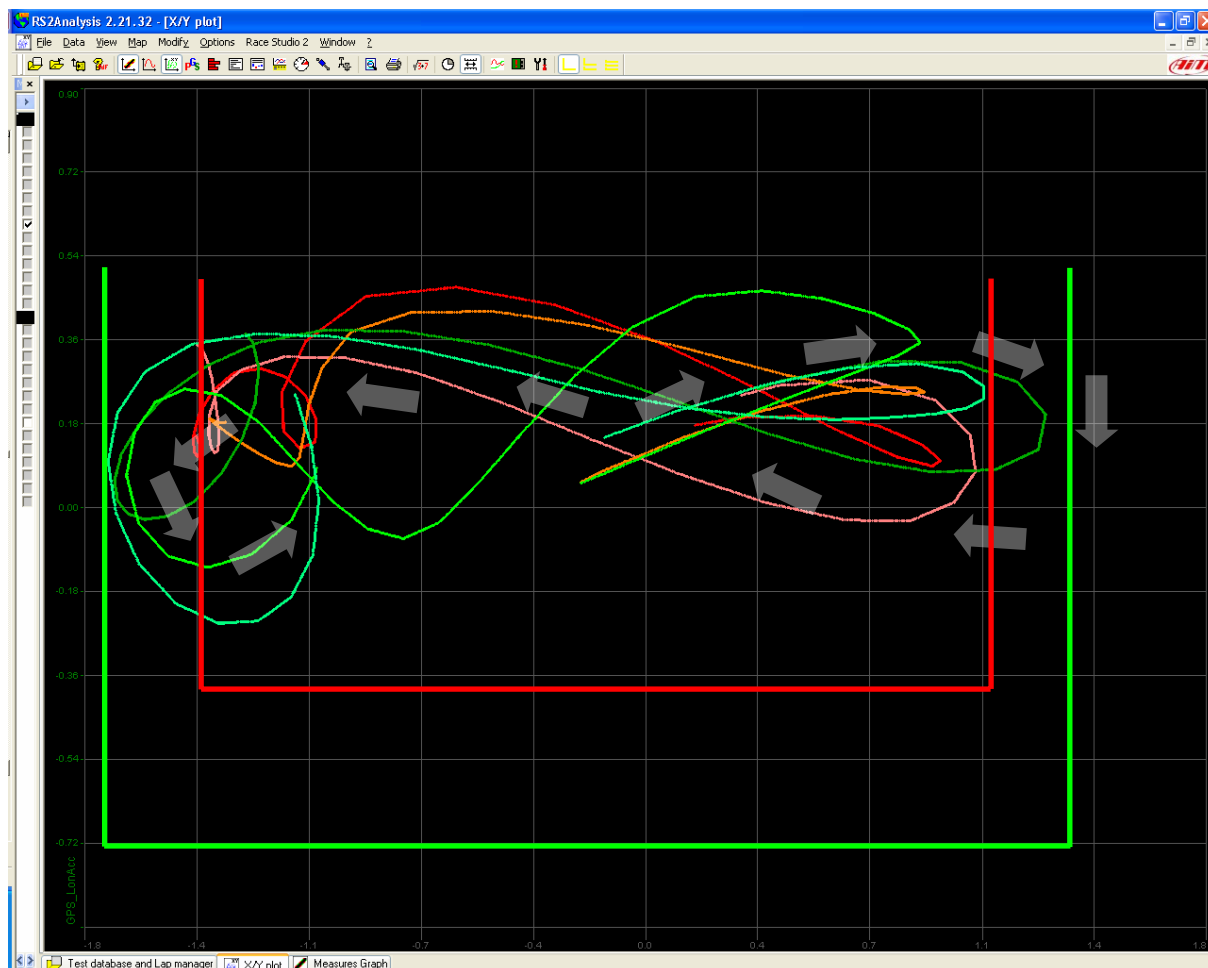 RS2Analysis 2.21.32 - [X/Y plot]
File Data View Map Modify Options Race Studio 2 Window ?
AiM
0.90
0.72
0.54
0.36
0.18
0.00
-0.18
-0.36
-0.54
-0.72
GPS_LonAcc
-1.8 -1.4 -1.1 -0.7 -0.4 0.0 0.4 0.7 1.1 1.4 1.8
Test database and Lap manager X/Y plot Measures Graph